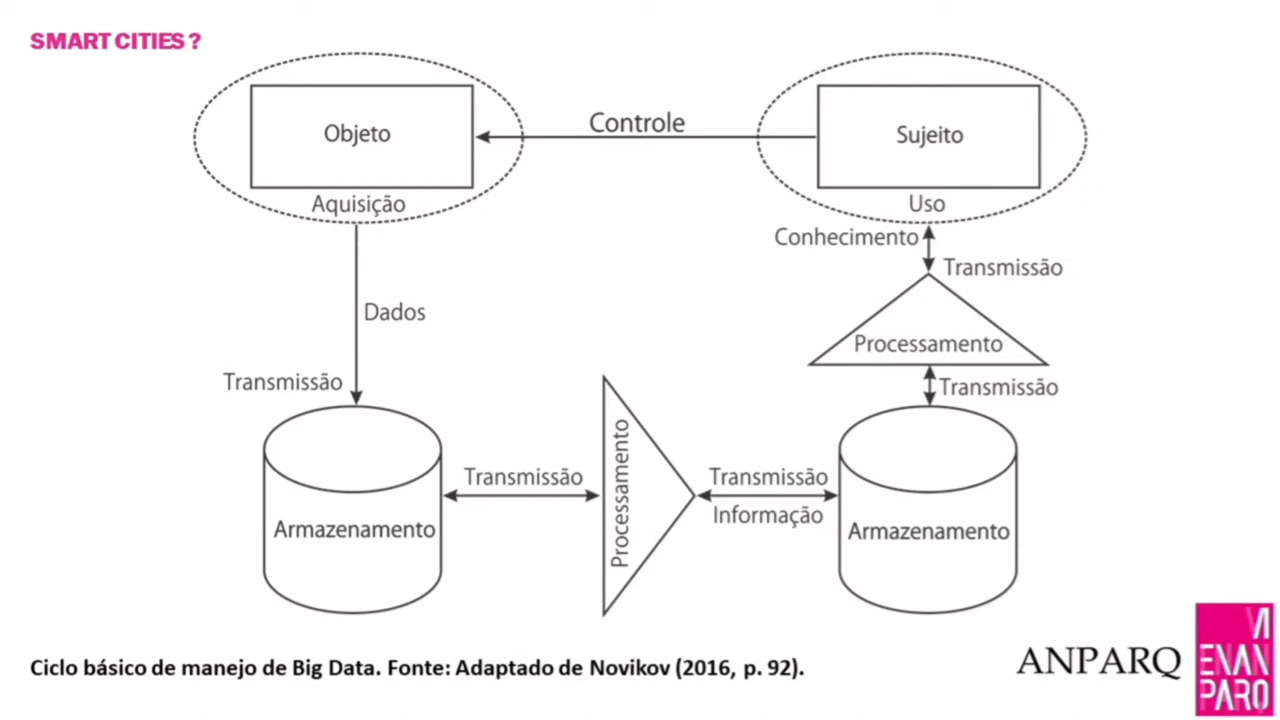 SMART CITIES ?
Objeto
Controle
Sujeito
Aquisição
Uso
Conhecimento
Transmissão
Dados
Processamento
Transmissão
Transmissão
Transmissão
Processamento
Transmissão
Informação
Armazenamento
Armazenamento
Ciclo básico de manejo de Big Data. Fonte: Adaptado de Novikov (2016, p. 92).
ANPARQ
VI
ENAN
PARQ